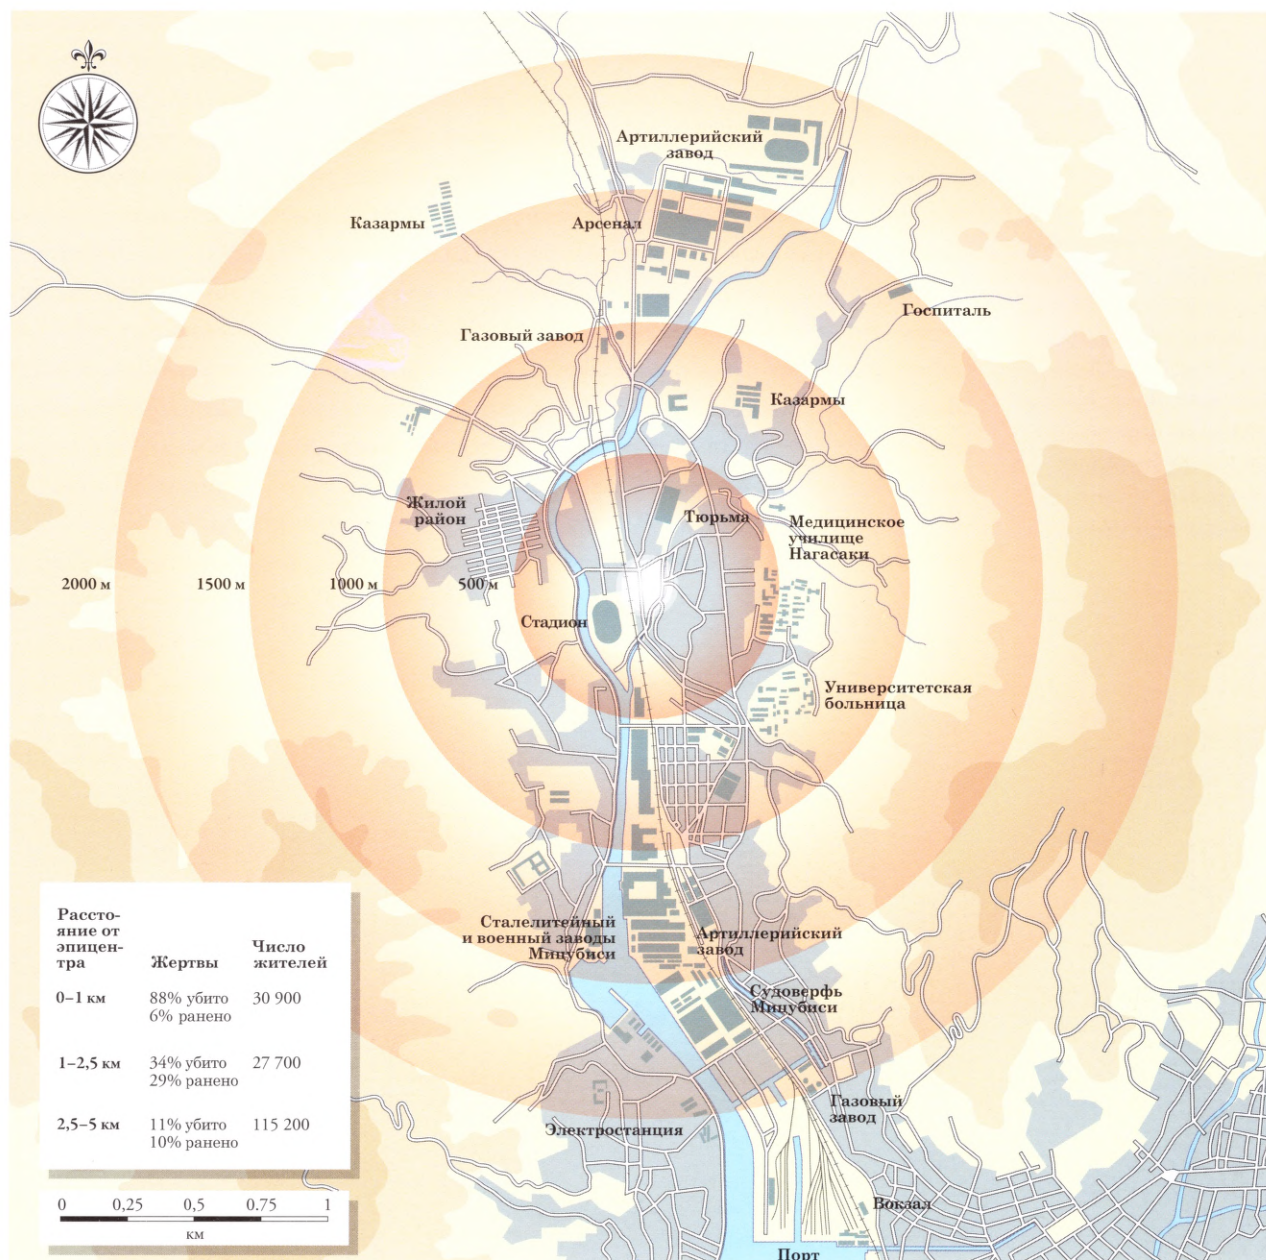 Артиллерийский
завод
Казармы
Арсенал
Госпиталь
Газовый завод
Казармы
Жилой
район
Тюрьма
Медицинское
училище
Нагасаки
2000 м
1500 м
1000 м
500 м
Стадион
Университетская
больница
Сталелитейный
и военный заводы
Мицубиси
Артиллерийский
завод
Судоверфь
Мицубиси
Газовый
завод
Электростанция
Вокзал
Порт
Рассто-
яние от
эпицен-
тра Жертвы Число
жителей
0–1 км 88% убито 30 900
6% ранено
1–2,5 км 34% убито 27 700
29% ранено
2,5–5 км 11% убито 115 200
10% ранено
0 0,25 0,5 0.75 1
км